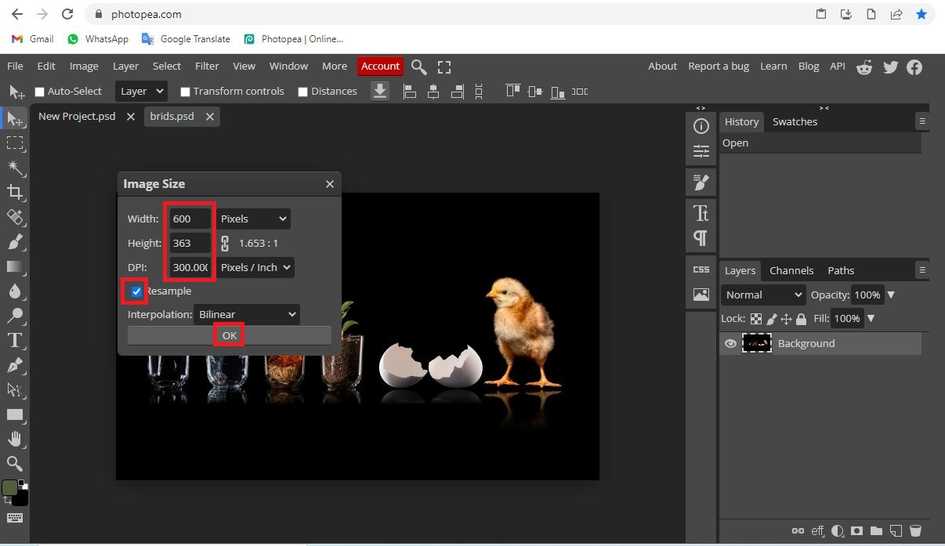 photopea.com
Gmail WhatsApp Google Translate Photopea | Online...
File Edit Image Layer Select Filter View Window More Account About Report a bug Learn Blog API
Auto-Select Layer Transform controls Distances
New Project.psd brids.psd
History Swatches
Open
Image Size
Width: 600 Pixels
Height: 363 1.653 : 1
DPI: 300.000 Pixels / Inch
Resample
Interpolation: Bilinear
OK
CSS
Layers Channels Paths
Normal Opacity: 100%
Lock: Fill: 100%
Background
eff